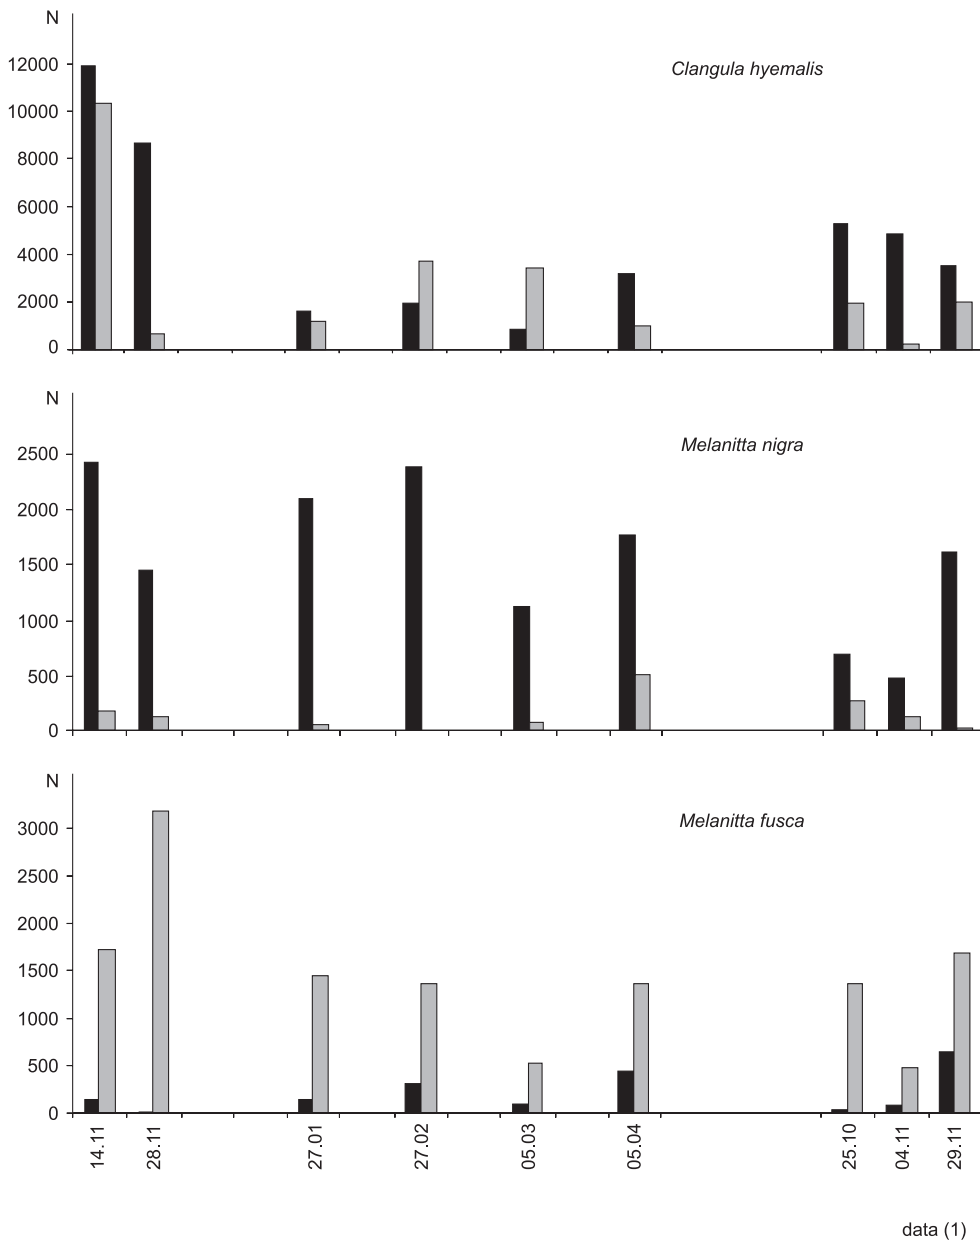 N
Clangula hyemalis
12000
10000
8000
6000
4000
2000
0
N
Melanitta nigra
2500
2000
1500
1000
500
0
N
Melanitta fusca
3000
2500
2000
1500
1000
500
0
14.11 28.11 27.01 27.02 05.03 05.04 25.10 04.11 29.11
data (1)